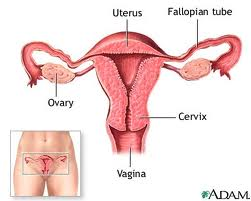 Uterus
Fallopian tube
Ovary
Cervix
Vagina
ADAM